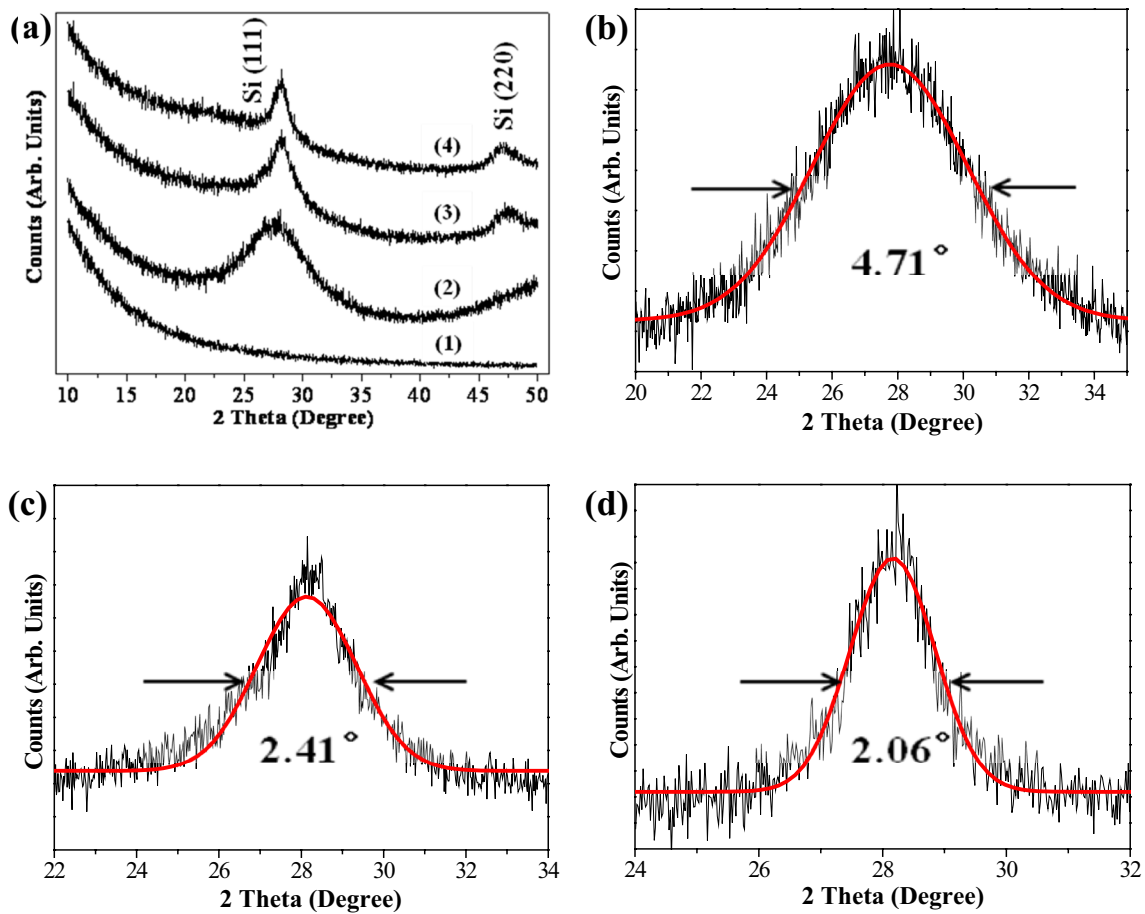 (a)
Counts (Arb. Units)
Si (111)
Si (220)
(4)
(3)
(2)
(1)
10 15 20 25 30 35 40 45 50
2 Theta (Degree)
(b)
Counts (Arb. Units)
4.71°
20 22 24 26 28 30 32 34
2 Theta (Degree)
(c)
Counts (Arb. Units)
2.41°
22 24 26 28 30 32 34
2 Theta (Degree)
(d)
Counts (Arb. Units)
2.06°
24 26 28 30 32
2 Theta (Degree)